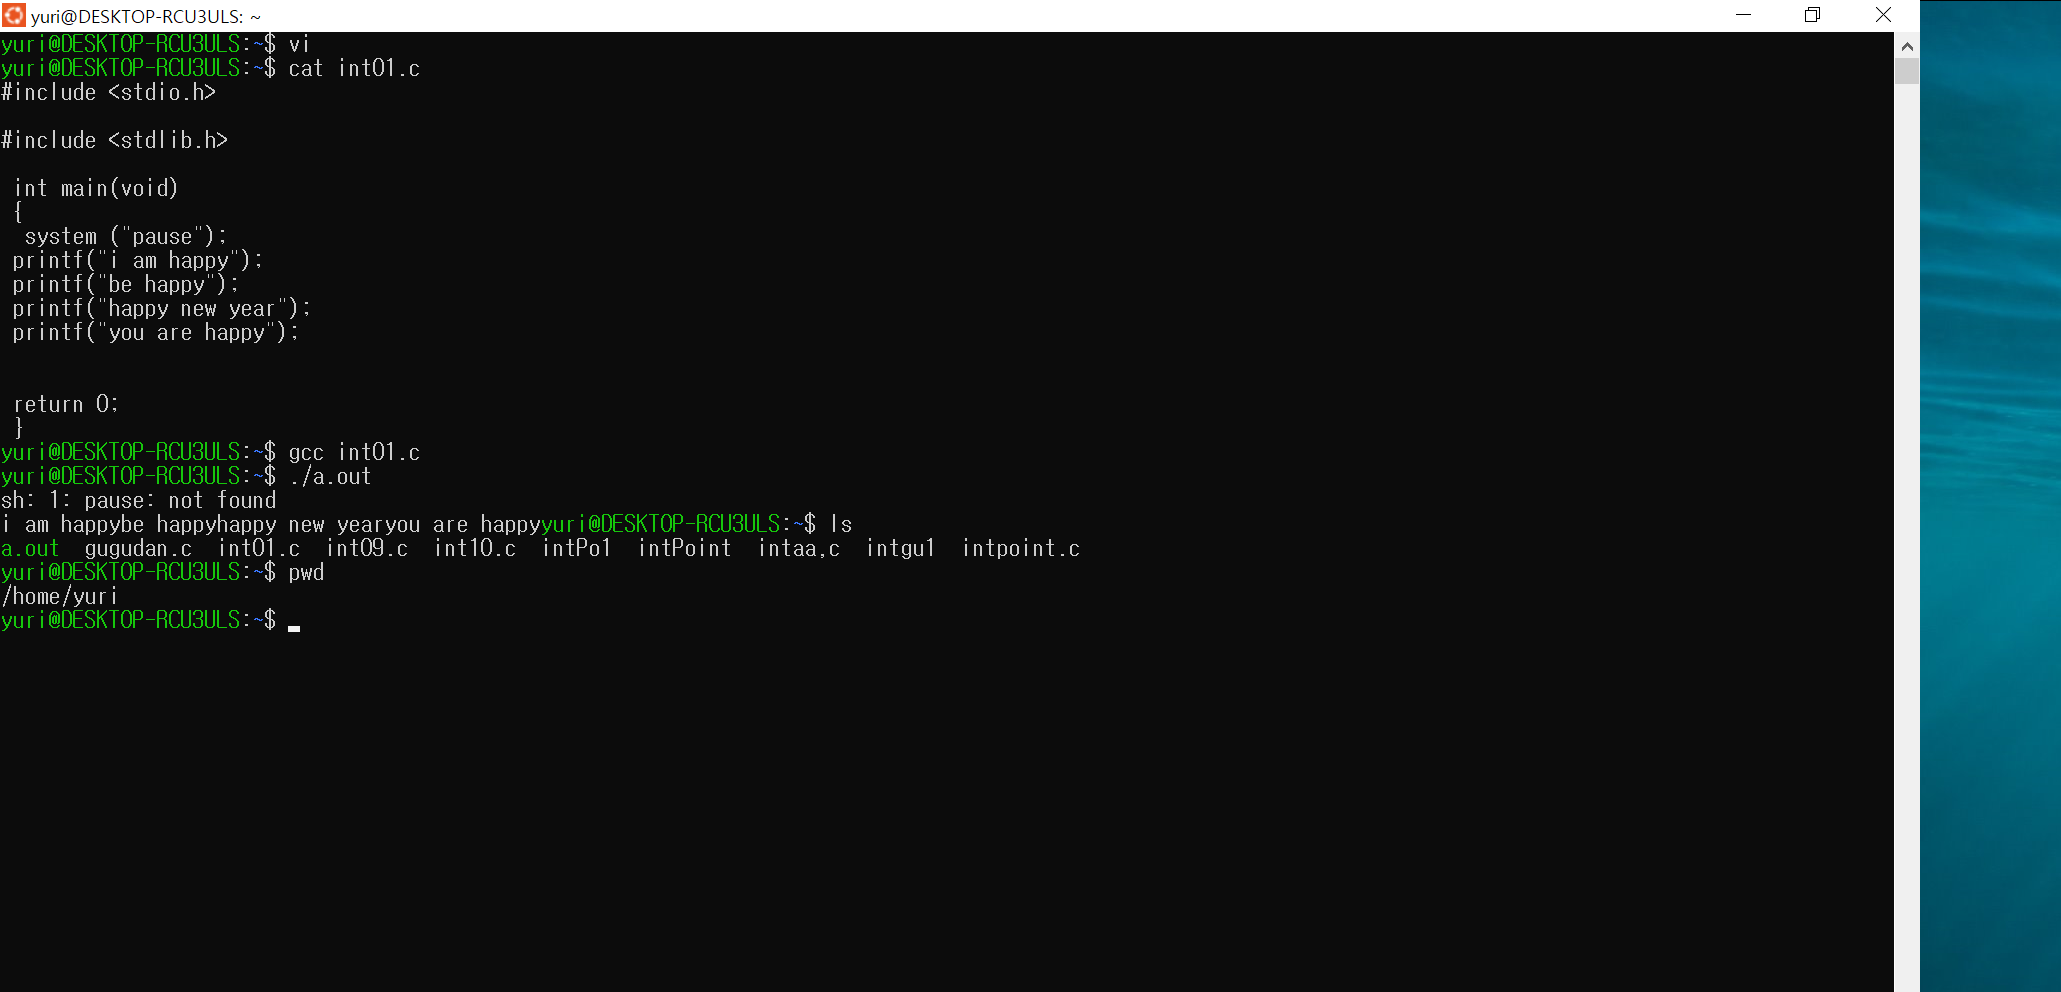 yuri@DESKTOP-RCU3ULS: ~
yuri@DESKTOP-RCU3ULS:~$ vi
yuri@DESKTOP-RCU3ULS:~$ cat int01.c
#include <stdio.h>
#include <stdlib.h>
int main(void)
{
system ("pause");
printf("i am happy");
printf("be happy");
printf("happy new year");
printf("you are happy");
return 0;
}
yuri@DESKTOP-RCU3ULS:~$ gcc int01.c
yuri@DESKTOP-RCU3ULS:~$ ./a.out
sh: 1: pause: not found
i am happybe happyhappy new yearyou are happyyuri@DESKTOP-RCU3ULS:~$ ls
a.out  gugudan.c  int01.c  int09.c  int10.c  intPo1  intPoint  intaa,c  intgu1  intpoint.c
yuri@DESKTOP-RCU3ULS:~$ pwd
/home/yuri
yuri@DESKTOP-RCU3ULS:~$